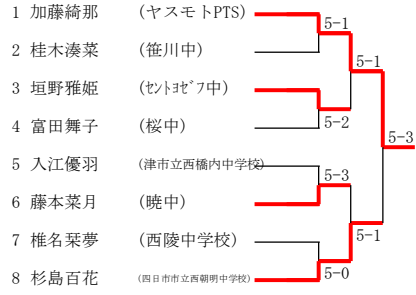 1 加藤綺那 (ヤスモトPTS)
5-1
2 桂木湊菜 (笹川中)
5-1
3 垣野雅姫 (セントヨゼフ中)
5-2
4 富田舞子 (桜中)
5-3
5 入江優羽 (津市立西橋内中学校)
5-3
6 藤本菜月 (暁中)
5-1
7 椎名栞夢 (西陵中学校)
5-0
8 杉島百花 (四日市市立西朝明中学校)